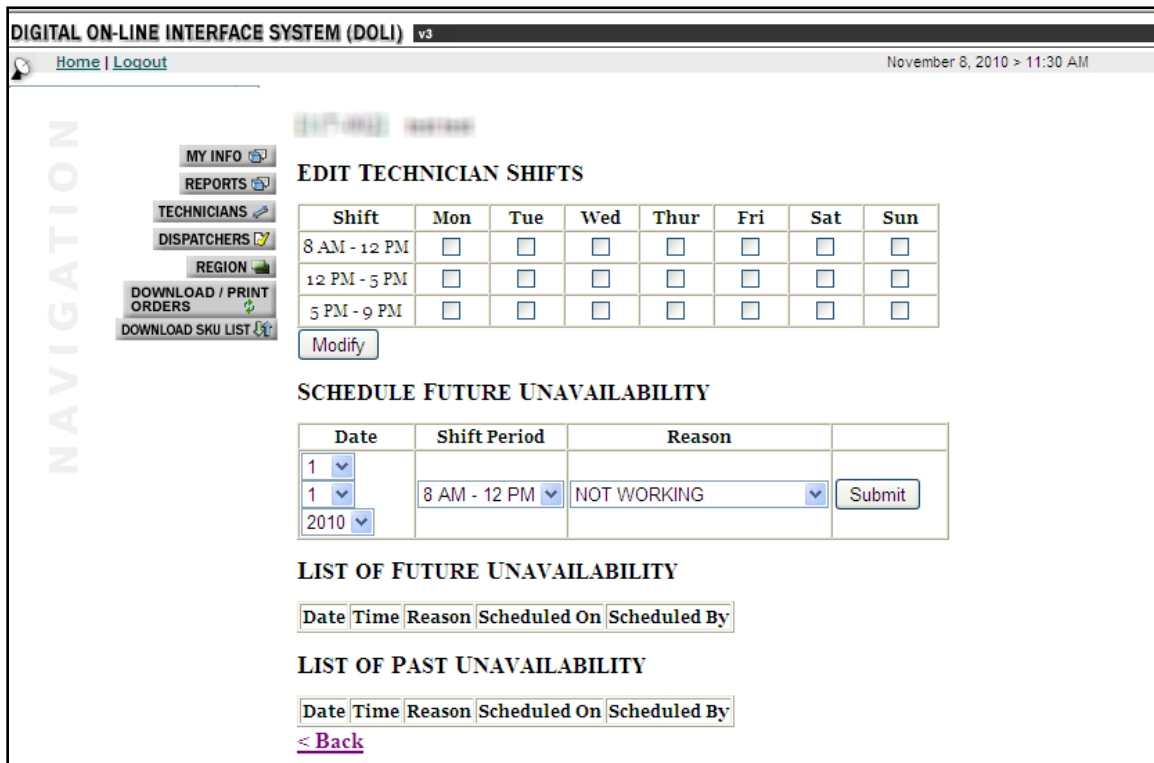 DIGITAL ON-LINE INTERFACE SYSTEM (DOLI) v3
Home | Logout November 8, 2010 > 11:30 AM
NAVIGATION
MY INFO
REPORTS
TECHNICIANS
DISPATCHERS
REGION
DOWNLOAD / PRINT
ORDERS
DOWNLOAD SKU LIST
EDIT TECHNICIAN SHIFTS
Shift Mon Tue Wed Thur Fri Sat Sun
8 AM - 12 PM
12 PM - 5 PM
5 PM - 9 PM
Modify
SCHEDULE FUTURE UNAVAILABILITY
Date Shift Period Reason
1
1 8 AM - 12 PM NOT WORKING Submit
2010
LIST OF FUTURE UNAVAILABILITY
Date Time Reason Scheduled On Scheduled By
LIST OF PAST UNAVAILABILITY
Date Time Reason Scheduled On Scheduled By
< Back